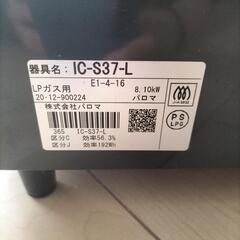 器具名: IC-S37-L
E1-4-16
LPガス用 8.10kW
20·12-900224 パロマ
株式会社パロマ
JIA
PS
LPG
36S IC-S37-L
区分C 効率56.3%
区分J 効率192Wh